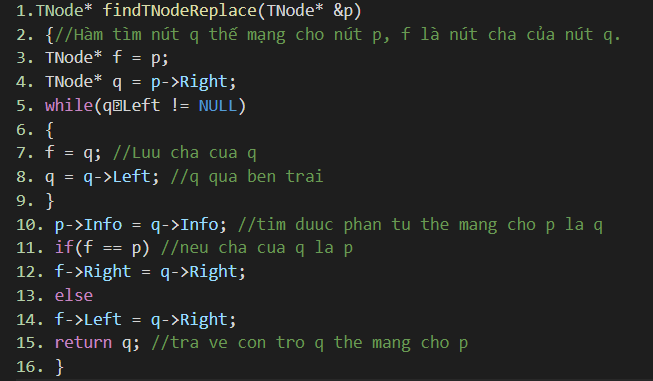 1.TNode* findTNodeReplace(TNode* &p)
2. {//Hàm tìm nút q thế mạng cho nút p, f là nút cha của nút q.
3. TNode* f = p;
4. TNode* q = p->Right;
5. while(q Left != NULL)
6. {
7. f = q; //Luu cha cua q
8. q = q->Left; //q qua ben trai
9. }
10. p->Info = q->Info; //tim duuc phan tu the mang cho p la q
11. if(f == p) //neu cha cua q la p
12. f->Right = q->Right;
13. else
14. f->Left = q->Right;
15. return q; //tra ve con tro q the mang cho p
16. }